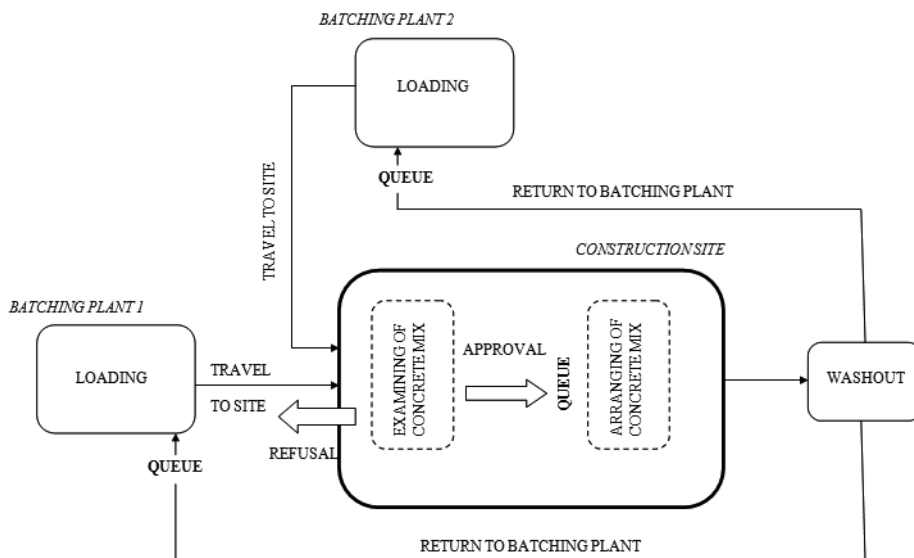 BATCHING PLANT 2
LOADING
QUEUE
RETURN TO BATCHING PLANT
TRAVEL TO SITE
CONSTRUCTION SITE
BATCHING PLANT 1
LOADING
TRAVEL
TO SITE
REFUSAL
QUEUE
EXAMINING OF
CONCRETE MIX
APPROVAL
QUEUE
ARRANGING OF
CONCRETE MIX
WASHOUT
RETURN TO BATCHING PLANT